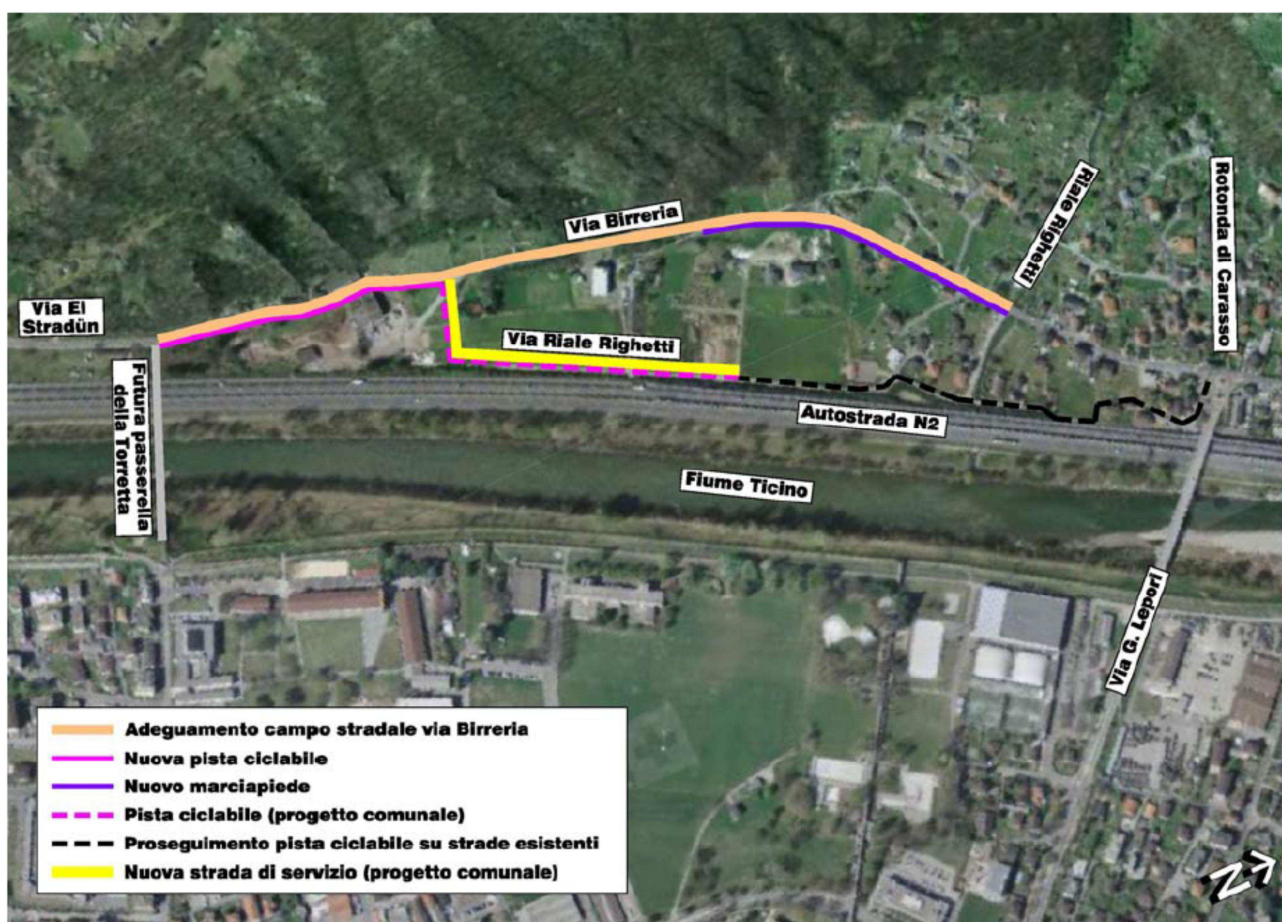 Via Birreria
Riale Righetti
Rotonda di Carasso
Via El
Stradùn
Via Riale Righetti
Futura passerella
della Torretta
Autostrada N2
Fiume Ticino
Via G. Lepori
Adeguamento campo stradale via Birreria
Nuova pista ciclabile
Nuovo marciapiede
Pista ciclabile (progetto comunale)
Proseguimento pista ciclabile su strade esistenti
Nuova strada di servizio (progetto comunale)
N